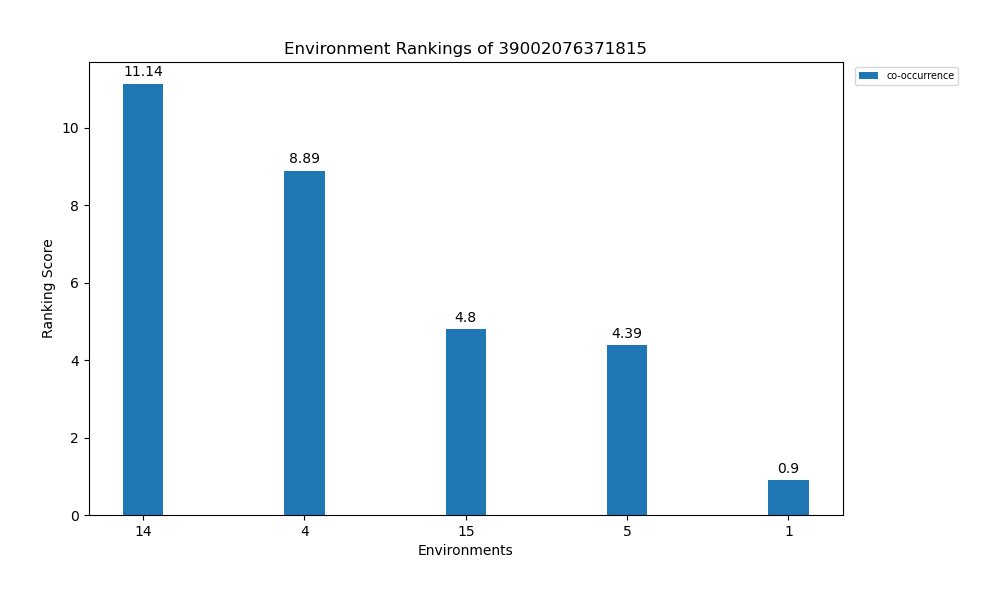 Environment Rankings of 39002076371815
co-occurrence
11.14
8.89
4.8
4.39
0.9
10
8
6
4
2
0
Ranking Score
14 4 15 5 1
Environments